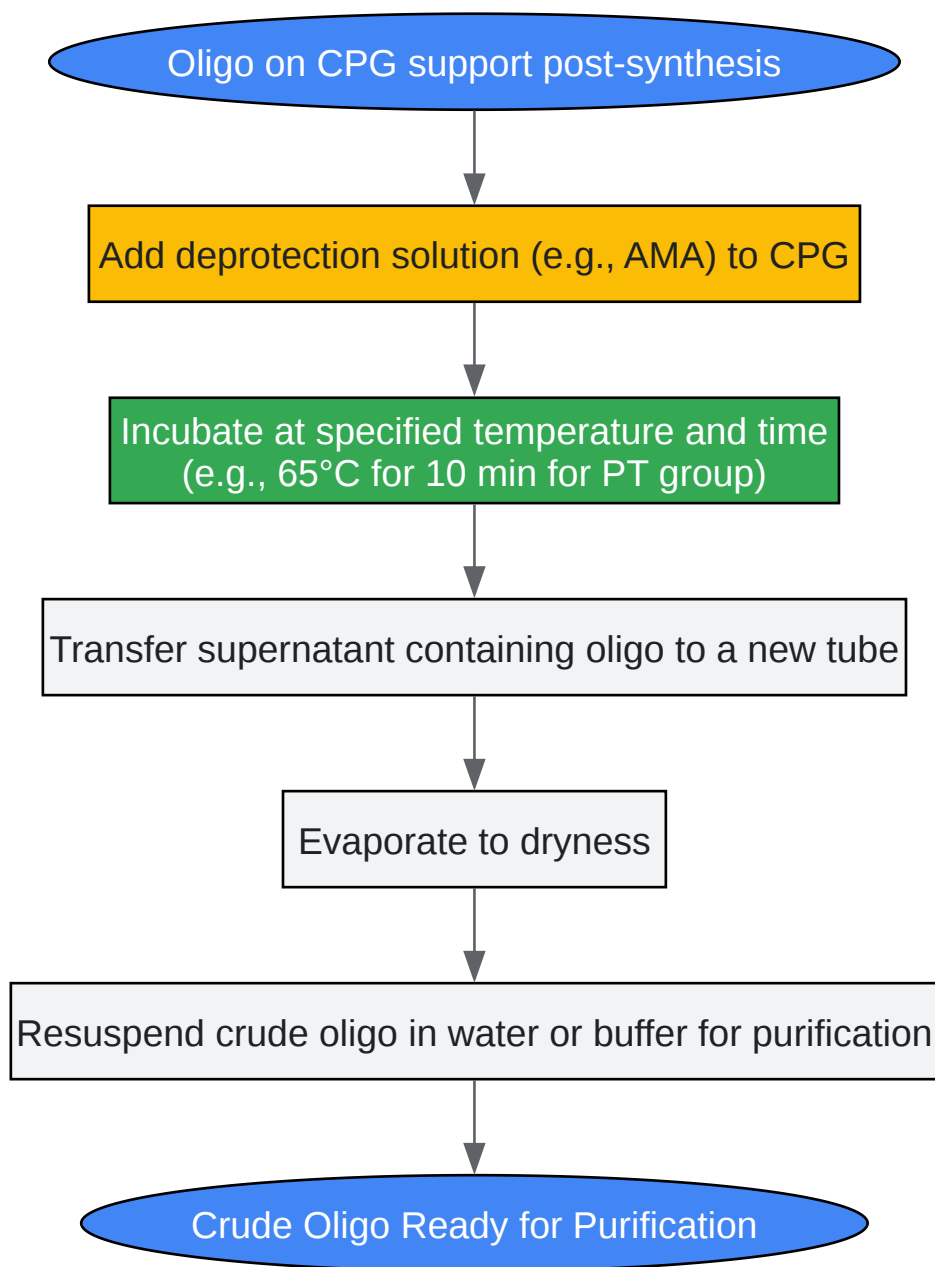 Oligo on CPG support post-synthesis
Add deprotection solution (e.g., AMA) to CPG
Incubate at specified temperature and time
(e.g., 65°C for 10 min for PT group)
Transfer supernatant containing oligo to a new tube
Evaporate to dryness
Resuspend crude oligo in water or buffer for purification
Crude Oligo Ready for Purification